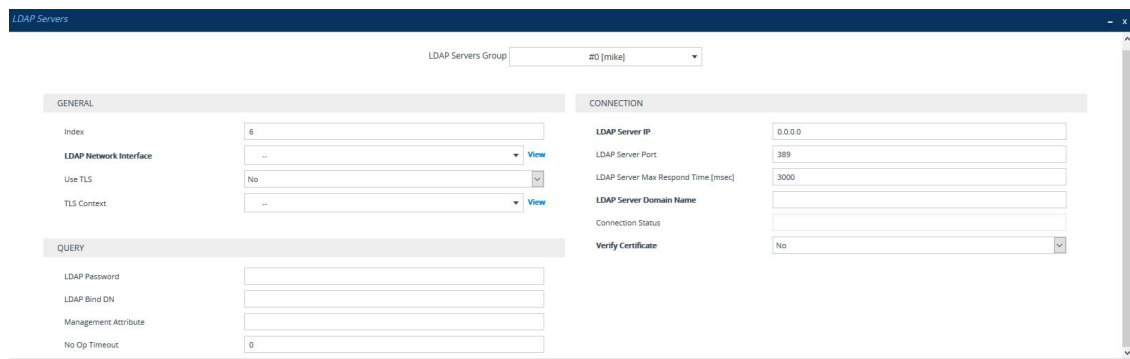 LDAP Servers
LDAP Servers Group #0 [mike]
GENERAL
Index 6
LDAP Network Interface -- View
Use TLS No
TLS Context -- View
QUERY
LDAP Password
LDAP Bind DN
Management Attribute
No Op Timeout 0
CONNECTION
LDAP Server IP 0.0.0.0
LDAP Server Port 389
LDAP Server Max Respond Time [msec] 3000
LDAP Server Domain Name
Connection Status
Verify Certificate No